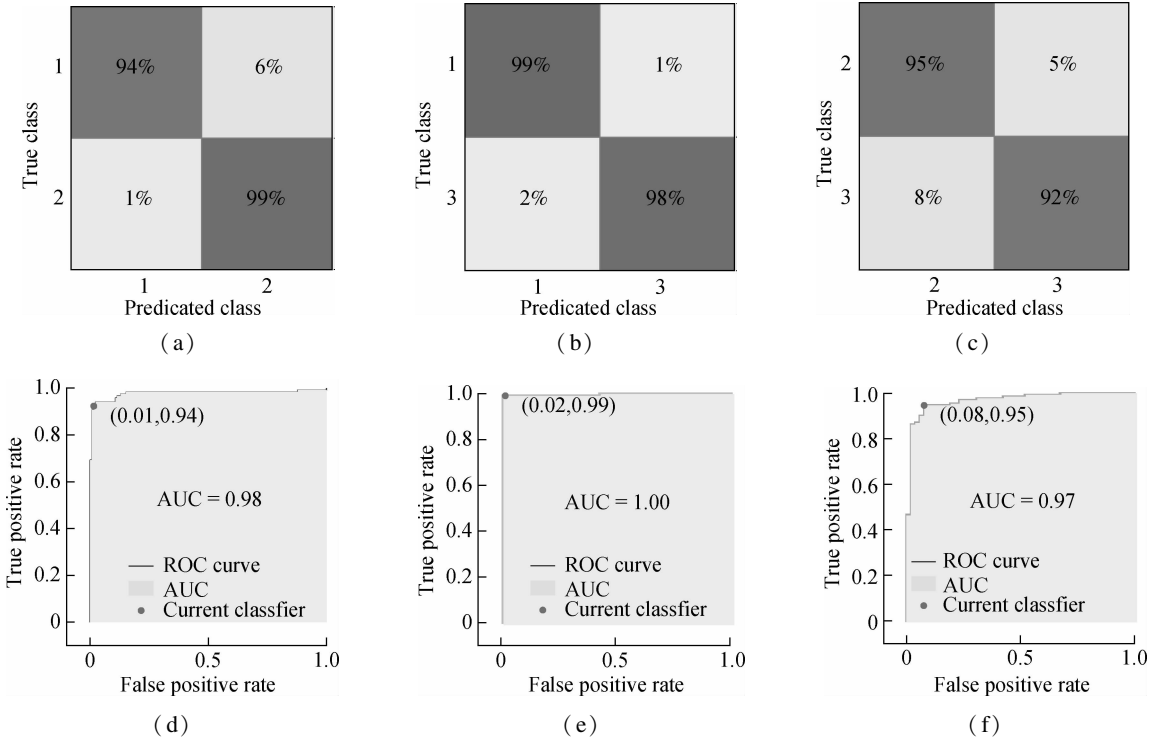 True class
1
94%
6%
2
1%
99%
1
2
Predicated class
(a)
True class
1
99%
1%
3
2%
98%
1
3
Predicated class
(b)
True class
2
95%
5%
3
8%
92%
2
3
Predicated class
(c)
True positive rate
1.0
0.8
0.6
0.4
0.2
0
(0.01,0.94)
AUC = 0.98
ROC curve
AUC
Current classfier
0
0.5
1.0
False positive rate
(d)
True positive rate
1.0
0.8
0.6
0.4
0.2
0
(0.02,0.99)
AUC = 1.00
ROC curve
AUC
Current classfier
0
0.5
1.0
False positive rate
(e)
True positive rate
1.0
0.8
0.6
0.4
0.2
0
(0.08,0.95)
AUC = 0.97
ROC curve
AUC
Current classfier
0
0.5
1.0
False positive rate
(f)